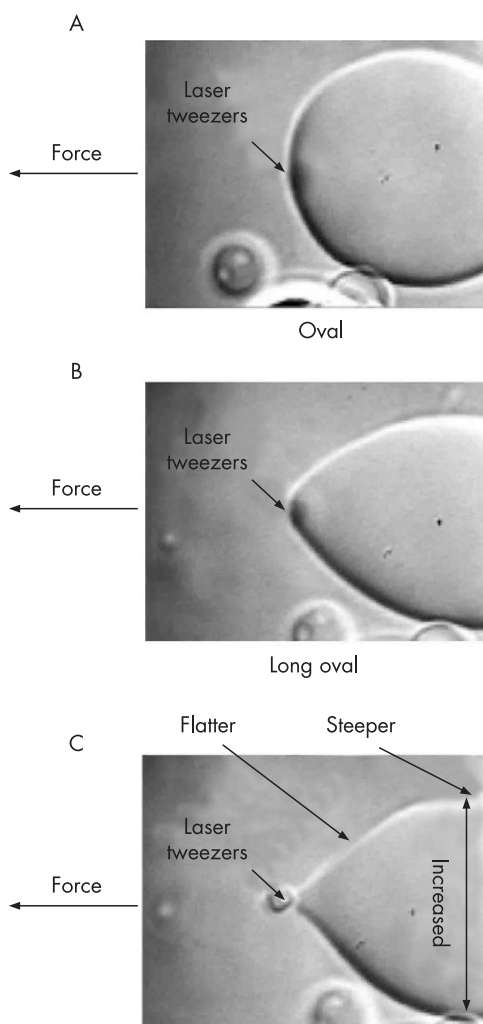 A
Laser
tweezers
Force
Oval
B
Laser
tweezers
Force
Long oval
C
Flatter
Steeper
Laser
tweezers
Force
Increased